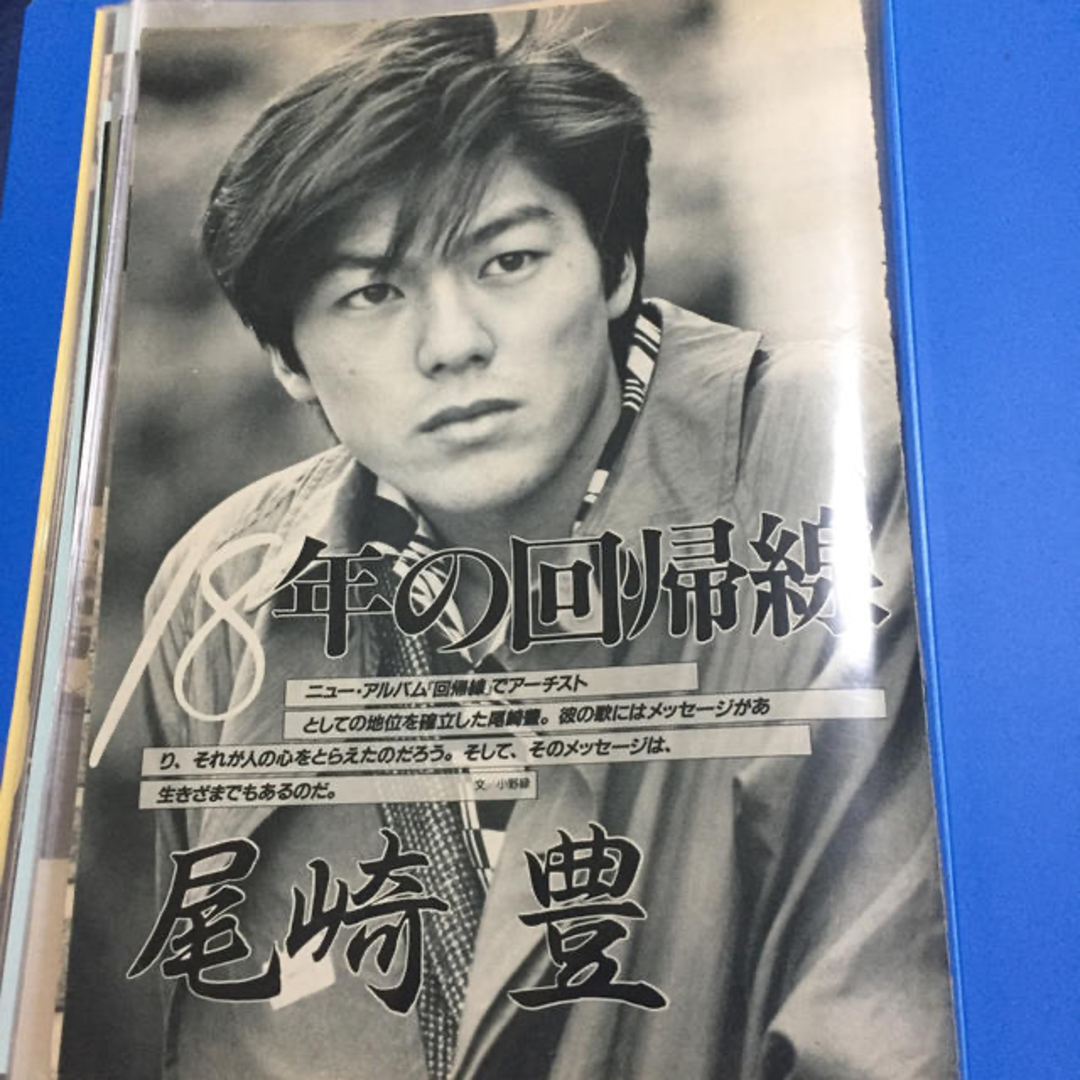 18年の回帰線
ニュー・アルバム「回帰線」でアーチスト
としての地位を確立した尾崎豊。彼の歌にはメッセージがあ
り、それが人の心をとらえたのだろう。そして、そのメッセージは、
生きざまでもあるのだ。
文／小野緑
尾崎 豊